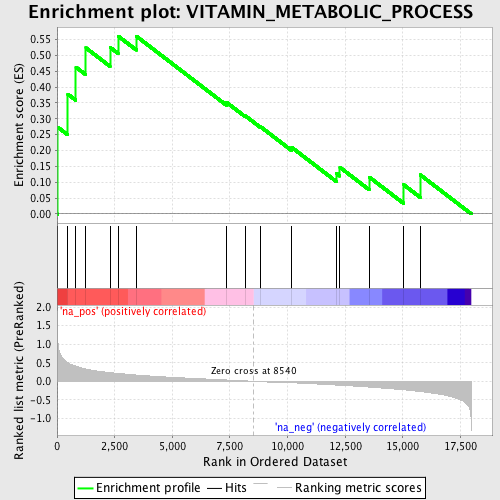 Enrichment plot: VITAMIN_METABOLIC_PROCESS
Enrichment score (ES)
0.55
0.50
0.45
0.40
0.35
0.30
0.25
0.20
0.15
0.10
0.05
0.00
'na_pos' (positively correlated)
Ranked list metric (PreRanked)
2.0
1.5
1.0
0.5
0.0
-0.5
-1.0
Zero cross at 8540
'na_neg' (negatively correlated)
0 2,500 5,000 7,500 10,000 12,500 15,000 17,500
Rank in Ordered Dataset
Enrichment profile Hits Ranking metric scores